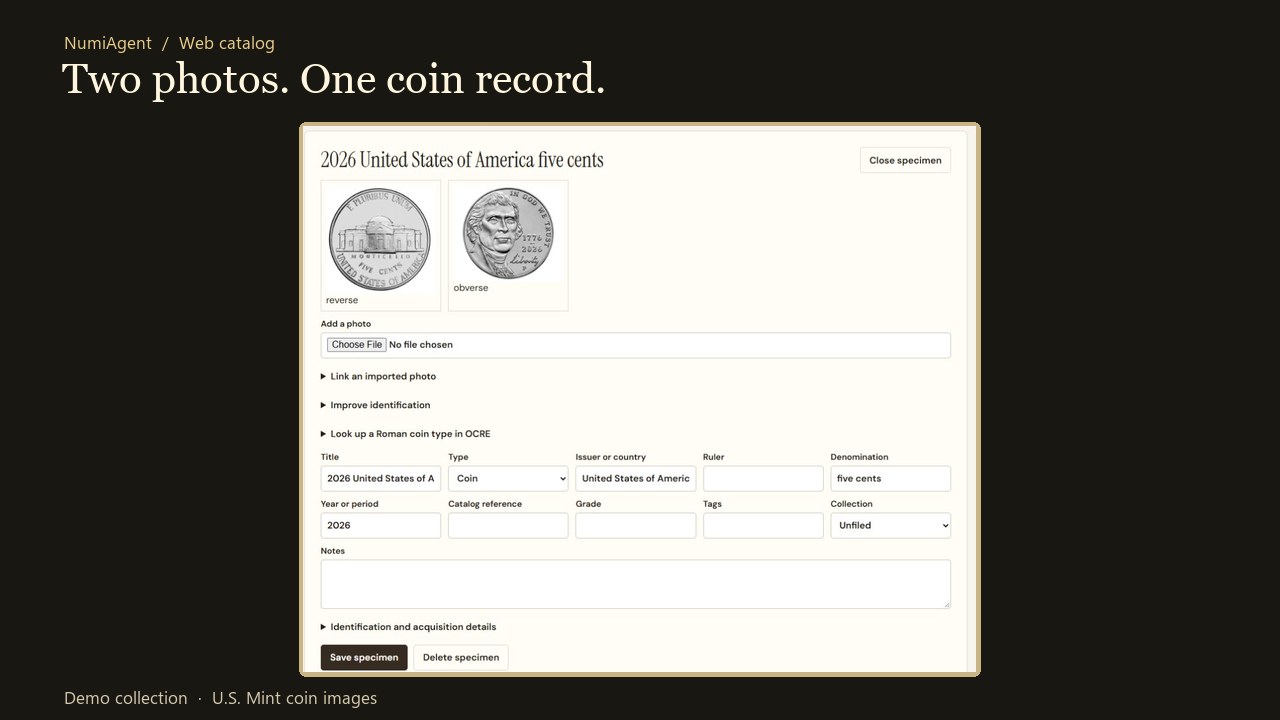 NumiAgent / Web catalog
Two photos. One coin record.
2026 United States of America five cents
Close specimen
E PLURIBUS UNUM
MONTICELLO
FIVE CENTS
UNITED STATES OF AMERICA
reverse
IN GOD WE TRUST
1776
2026
Liberty
P
obverse
Add a photo
Choose File No file chosen
Link an imported photo
Improve identification
Look up a Roman coin type in OCRE
Title Type Issuer or country Ruler Denomination
2026 United States of A Coin United States of Americ five cents
Year or period Catalog reference Grade Tags Collection
2026 Unfiled
Notes
Identification and acquisition details
Save specimen Delete specimen
Demo collection · U.S. Mint coin images